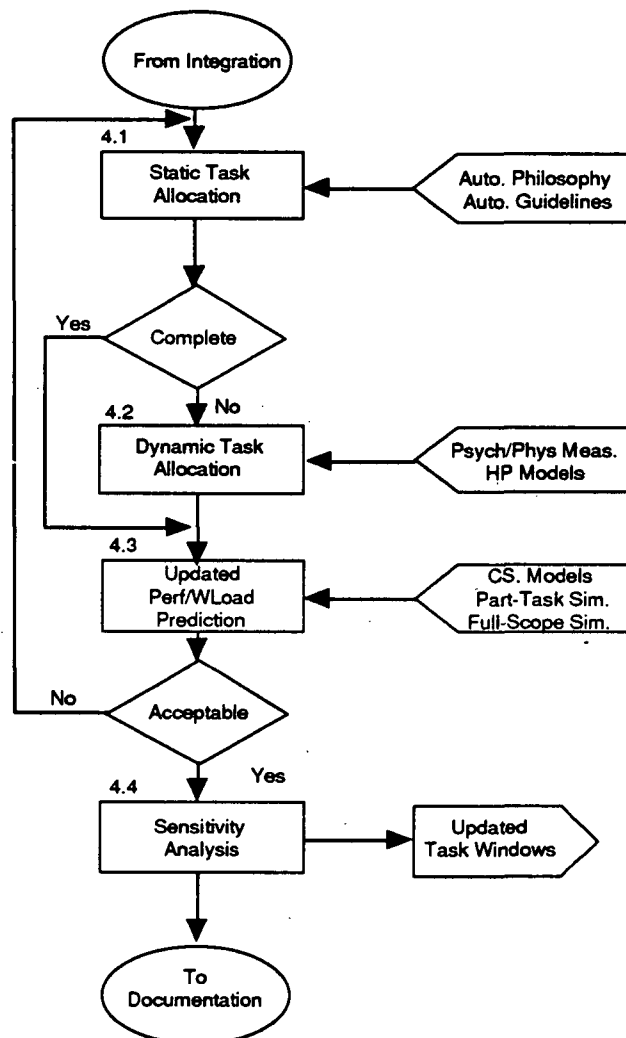 From Integration
4.1
Static Task
Allocation
Auto. Philosophy
Auto. Guidelines
Yes
Complete
No
4.2
Dynamic Task
Allocation
Psych/Phys Meas.
HP Models
4.3
Updated
Perf/WLoad
Prediction
CS. Models
Part-Task Sim.
Full-Scope Sim.
No
Acceptable
Yes
4.4
Sensitivity
Analysis
Updated
Task Windows
To
Documentation